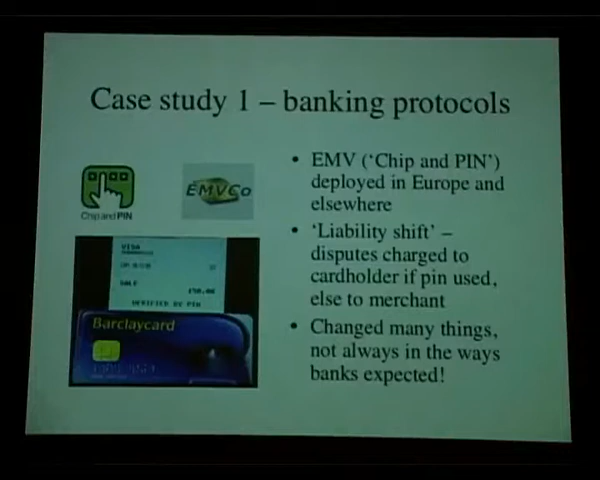 Case study 1 – banking protocols
Chip and PIN
EMVCo
VISA
SALE
VERIFIED BY PIN
Barclaycard
• EMV (‘Chip and PIN’)
deployed in Europe and
elsewhere
• ‘Liability shift’ –
disputes charged to
cardholder if pin used,
else to merchant
• Changed many things,
not always in the ways
banks expected!